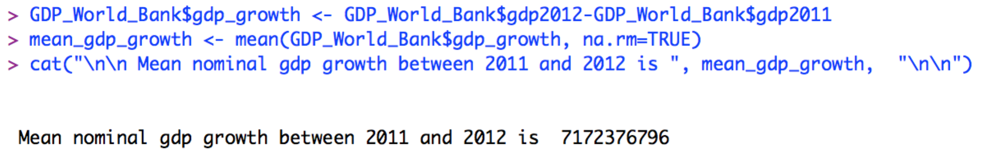 > GDP_World_Bank$gdp_growth <- GDP_World_Bank$gdp2012-GDP_World_Bank$gdp2011
> mean_gdp_growth <- mean(GDP_World_Bank$gdp_growth, na.rm=TRUE)
> cat("\n\n Mean nominal gdp growth between 2011 and 2012 is ", mean_gdp_growth,  "\n\n")
Mean nominal gdp growth between 2011 and 2012 is  7172376796